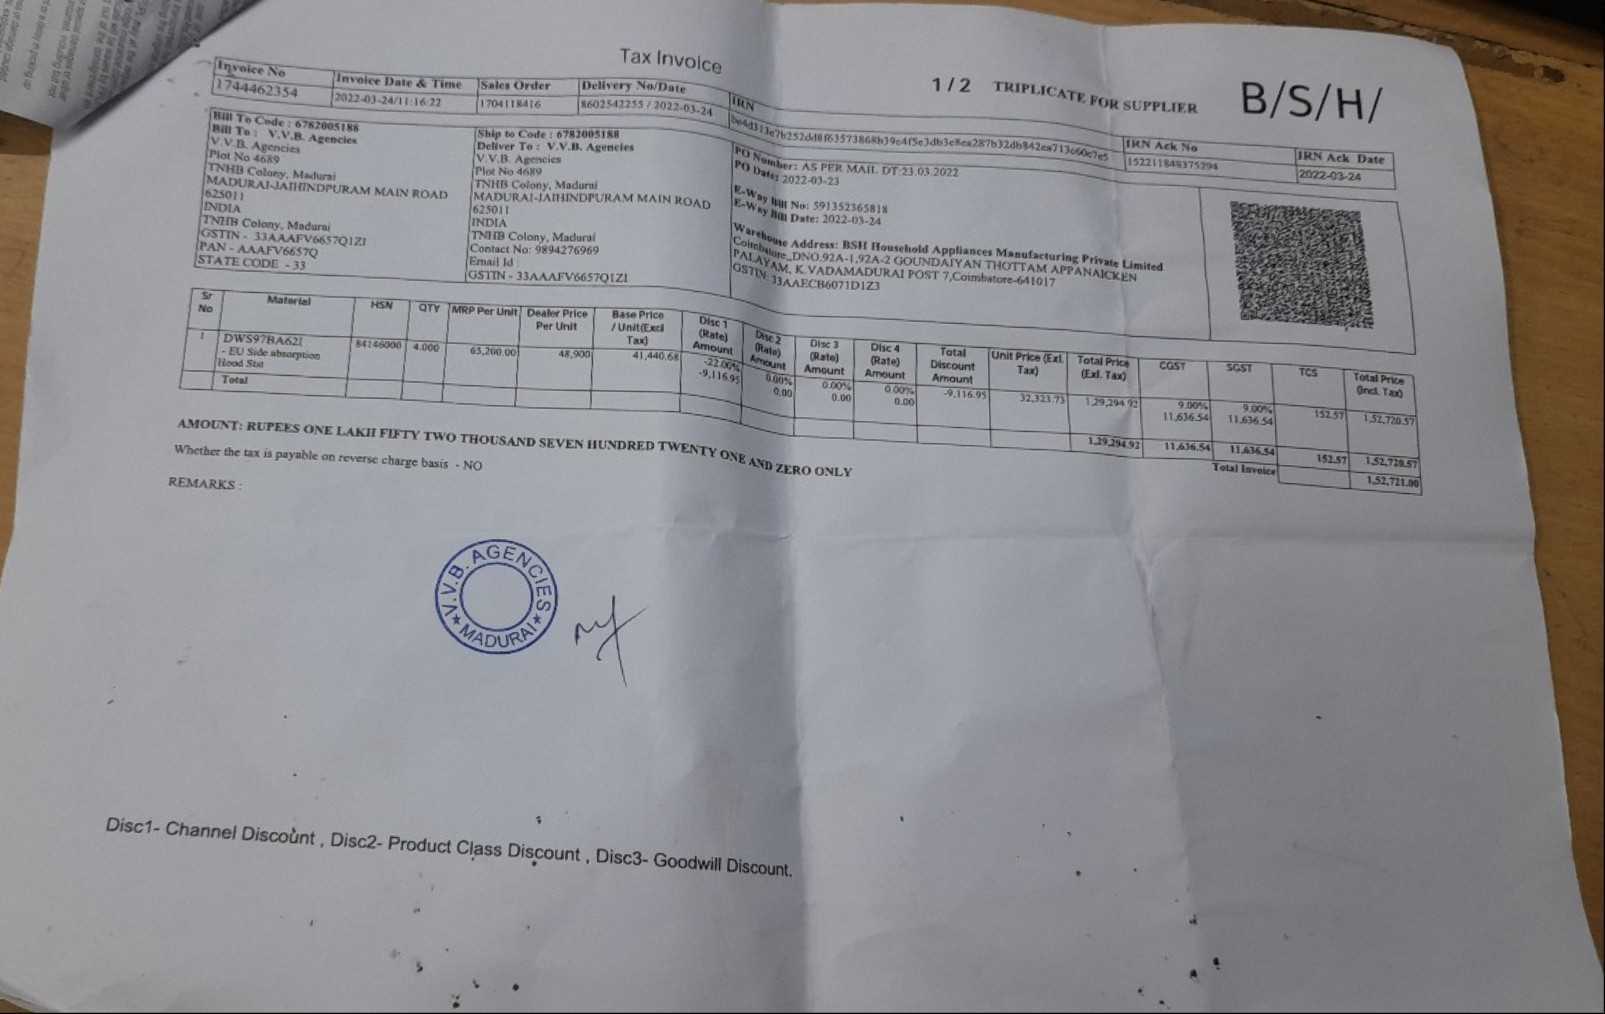 Tax Invoice
1 / 2 TRIPLICATE FOR SUPPLIER
B/S/H/
Invoice No
1744462354
Invoice Date & Time
2022-03-24/11:16:22
Sales Order
1704118416
Delivery No/Date
8602542255 / 2022-03-24
IRN
IRN Ack No
152211848375294
IRN Ack Date
2022-03-24
Bill To Code : 6782005188
Bill To : V.V.B. Agencies
V.V.B. Agencies
Plot No 4689
TNHB Colony, Madurai
MADURAI-JAIHINDPURAM MAIN ROAD
625011
INDIA
TNHB Colony, Madurai
GSTIN - 33AAAFV6657Q1ZI
PAN - AAAFV6657Q
STATE CODE - 33
Ship to Code : 6782005188
Deliver To : V.V.B. Agencies
V.V.B. Agencies
Plot No 4689
TNHB Colony, Madurai
MADURAI-JAIHINDPURAM MAIN ROAD
625011
INDIA
TNHB Colony, Madurai
Contact No: 9894276969
Email Id
GSTIN - 33AAAFV6657Q1ZI
PO Number: AS PER MAIL DT:23.03.2022
PO Date: 2022-03-23
E-Way Bill No: 591352365818
E-Way Bill Date: 2022-03-24
Warehouse Address: BSH Household Appliances Manufacturing Private Limited
Coimbatore,,DNO.92A-1,92A-2 GOUNDAIYAN THOTTAM APPANAICKEN
PALAYAM, K.VADAMADURAI POST 7,Coimbatore-641017
GSTIN: 33AAECB6071D1Z3
Sr No
Material
HSN
QTY
MRP Per Unit
Dealer Price Per Unit
Base Price /Unit(Excl Tax)
Disc 1 (Rate) Amount
Disc 2 (Rate) Amount
Disc 3 (Rate) Amount
Disc 4 (Rate) Amount
Total Discount Amount
Unit Price (Exl. Tax)
Total Price (Exl. Tax)
CGST
SGST
TCS
Total Price (Incl. Tax)
1 DWS97BA62I 84146000 4.000 65,200.00 48,900 41,440.68 -22.00% 0.00% 0.00% 0.00% -9,116.95 32,323.73 1,29,294.92 9.00% 9.00% 152.57 1,52,720.57
- EU Side absorption -9,116.95 0.00 0.00 0.00 11,636.54 11,636.54
Hood Std
Total 1,29,294.92 11,636.54 11,636.54 152.57 1,52,720.57
Total Invoice 1,52,721.00
AMOUNT: RUPEES ONE LAKH FIFTY TWO THOUSAND SEVEN HUNDRED TWENTY ONE AND ZERO ONLY
Whether the tax is payable on reverse charge basis - NO
REMARKS :
V.V.B. AGENCIES
MADURAI
Disc1- Channel Discount , Disc2- Product Class Discount , Disc3- Goodwill Discount.